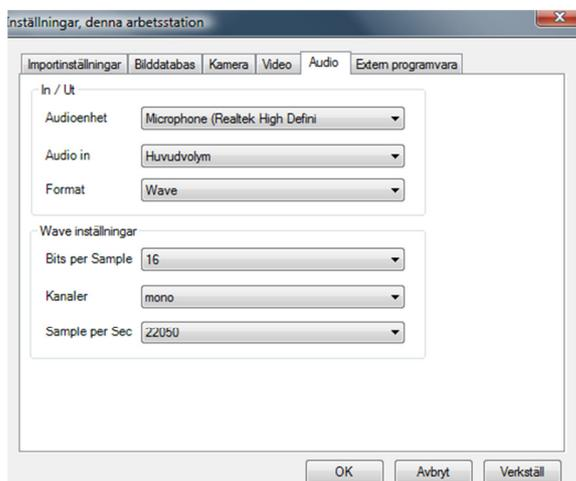 Inställningar, denna arbetsstation
Importinställningar Bilddatabas Kamera Video Audio Extern programvara
In / Ut
Audioenhet Microphone (Realtek High Defini
Audio in Huvudvolym
Format Wave
Wave inställningar
Bits per Sample 16
Kanaler mono
Sample per Sec 22050
OK Avbryt Verkställ